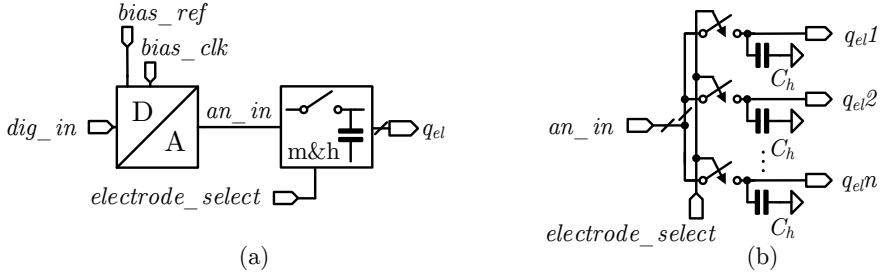 bias_ref
bias_clk
D
A
dig_in
an_in
m&h
q_el
electrode_select
(a)
q_el1
C_h
q_el2
C_h
an_in
q_eln
C_h
electrode_select
(b)